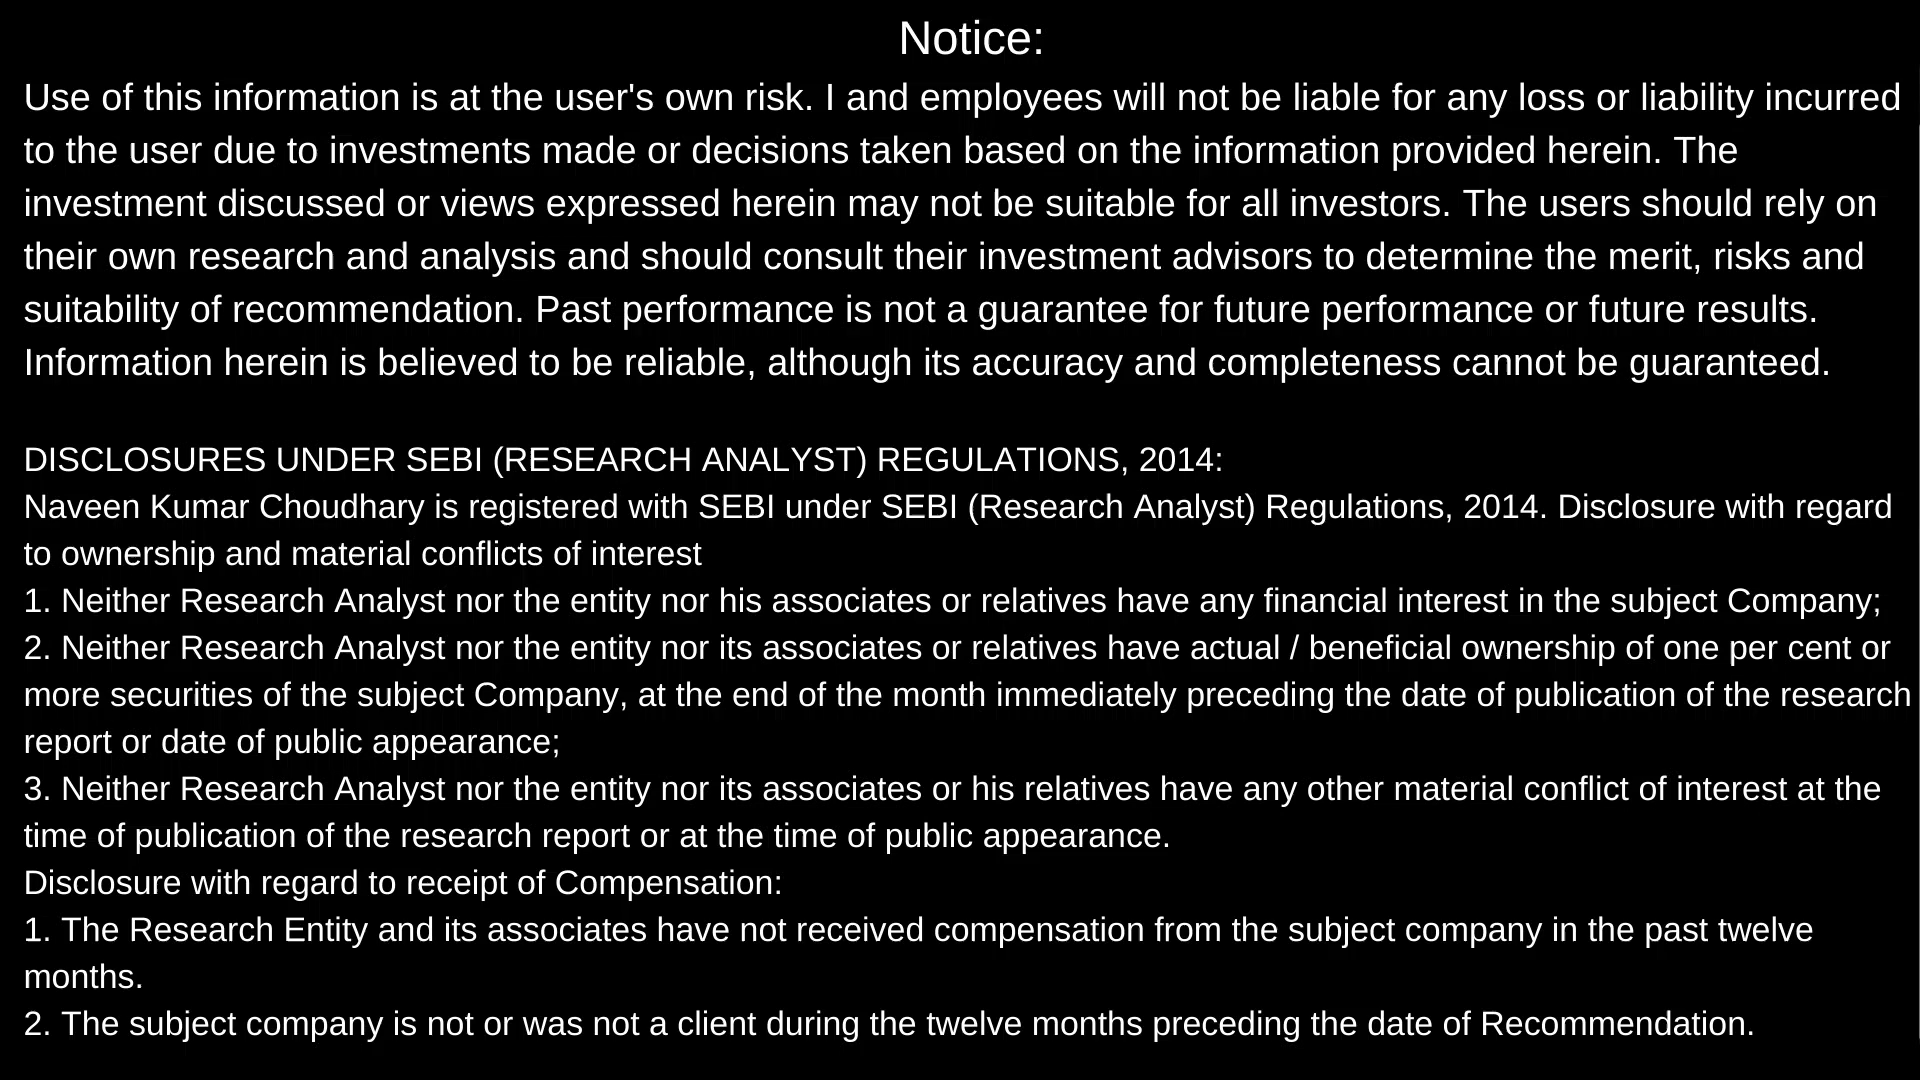 Notice:
Use of this information is at the user's own risk. I and employees will not be liable for any loss or liability incurred
to the user due to investments made or decisions taken based on the information provided herein. The
investment discussed or views expressed herein may not be suitable for all investors. The users should rely on
their own research and analysis and should consult their investment advisors to determine the merit, risks and
suitability of recommendation. Past performance is not a guarantee for future performance or future results.
Information herein is believed to be reliable, although its accuracy and completeness cannot be guaranteed.
DISCLOSURES UNDER SEBI (RESEARCH ANALYST) REGULATIONS, 2014:
Naveen Kumar Choudhary is registered with SEBI under SEBI (Research Analyst) Regulations, 2014. Disclosure with regard
to ownership and material conflicts of interest
1. Neither Research Analyst nor the entity nor his associates or relatives have any financial interest in the subject Company;
2. Neither Research Analyst nor the entity nor its associates or relatives have actual / beneficial ownership of one per cent or
more securities of the subject Company, at the end of the month immediately preceding the date of publication of the research
report or date of public appearance;
3. Neither Research Analyst nor the entity nor its associates or his relatives have any other material conflict of interest at the
time of publication of the research report or at the time of public appearance.
Disclosure with regard to receipt of Compensation:
1. The Research Entity and its associates have not received compensation from the subject company in the past twelve
months.
2. The subject company is not or was not a client during the twelve months preceding the date of Recommendation.